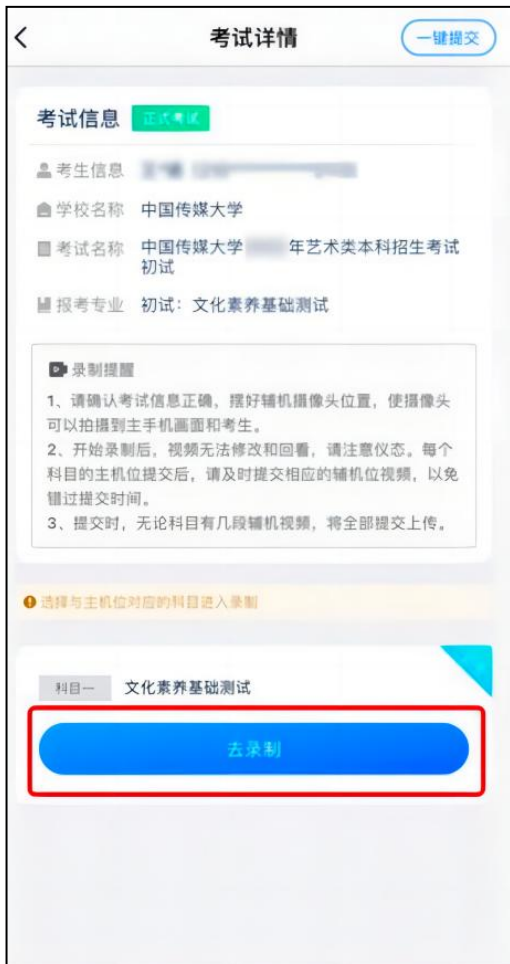 考试详情
一键提交
考试信息 正式考试
考生信息
学校名称 中国传媒大学
考试名称 中国传媒大学 年艺术类本科招生考试
初试
报考专业 初试：文化素养基础测试
录制提醒
1、请确认考试信息正确，摆好辅机摄像头位置，使摄像头
可以拍摄到主手机画面和考生。
2、开始录制后，视频无法修改和回看，请注意仪态。每个
科目的主机位提交后，请及时提交相应的辅机位视频，以免
错过提交时间。
3、提交时，无论科目有几段辅机视频，将全部提交上传。
选择与主机位对应的科目进入录制
科目一 文化素养基础测试
去录制